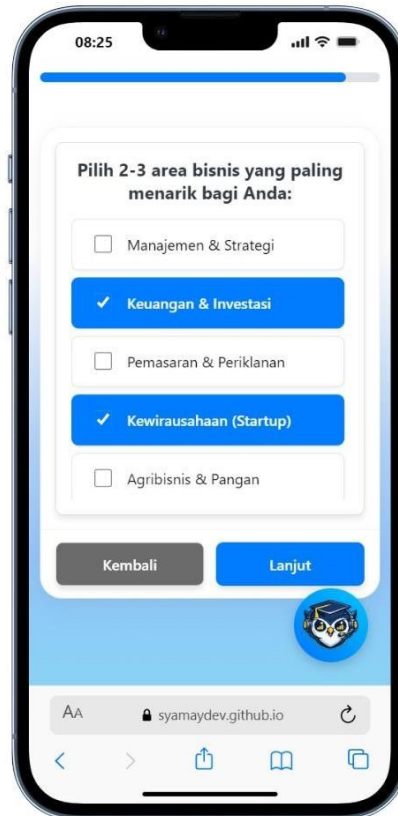 08:25
Pilih 2-3 area bisnis yang paling
menarik bagi Anda:
Manajemen & Strategi
Keuangan & Investasi
Pemasaran & Periklanan
Kewirausahaan (Startup)
Agribisnis & Pangan
Kembali
Lanjut
AA
syamaydev.github.io